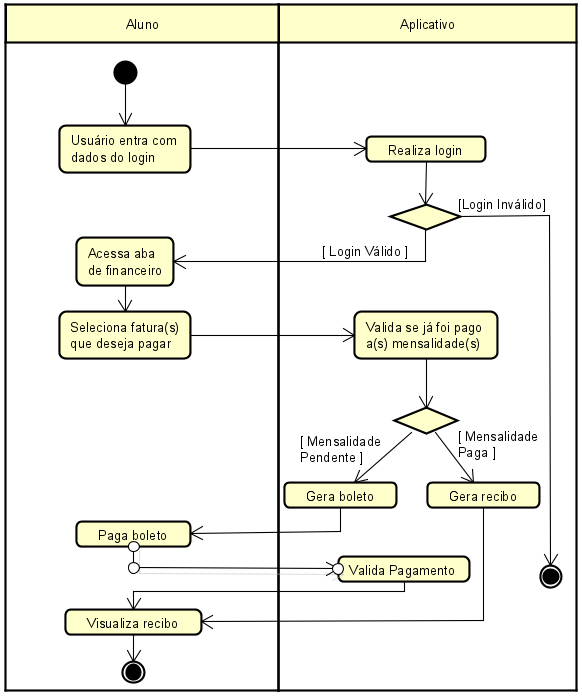 Aluno
Aplicativo
Usuário entra com
dados do login
Realiza login
[Login Inválido]
[ Login Válido ]
Acessa aba
de financeiro
Seleciona fatura(s)
que deseja pagar
Valida se já foi pago
a(s) mensalidade(s)
[ Mensalidade
Pendente ]
[ Mensalidade
Paga ]
Gera boleto
Gera recibo
Paga boleto
Valida Pagamento
Visualiza recibo